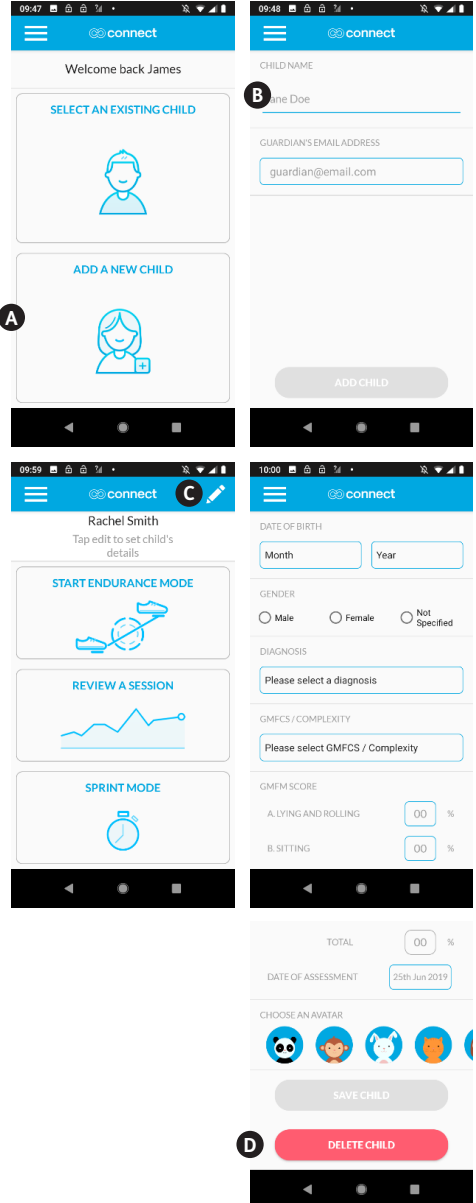 09:47
connect
Welcome back James
SELECT AN EXISTING CHILD
ADD A NEW CHILD
A
09:48
connect
CHILD NAME
B
ane Doe
GUARDIAN'S EMAIL ADDRESS
guardian@email.com
ADD CHILD
09:59
connect
C
Rachel Smith
Tap edit to set child's
details
START ENDURANCE MODE
REVIEW A SESSION
SPRINT MODE
10:00
connect
DATE OF BIRTH
Month Year
GENDER
Male Female Not
Specified
DIAGNOSIS
Please select a diagnosis
GMFCS / COMPLEXITY
Please select GMFCS / Complexity
GMFM SCORE
A. LYING AND ROLLING 00 %
B. SITTING 00 %
TOTAL 00 %
DATE OF ASSESSMENT 25th Jun 2019
CHOOSE AN AVATAR
SAVE CHILD
D
DELETE CHILD